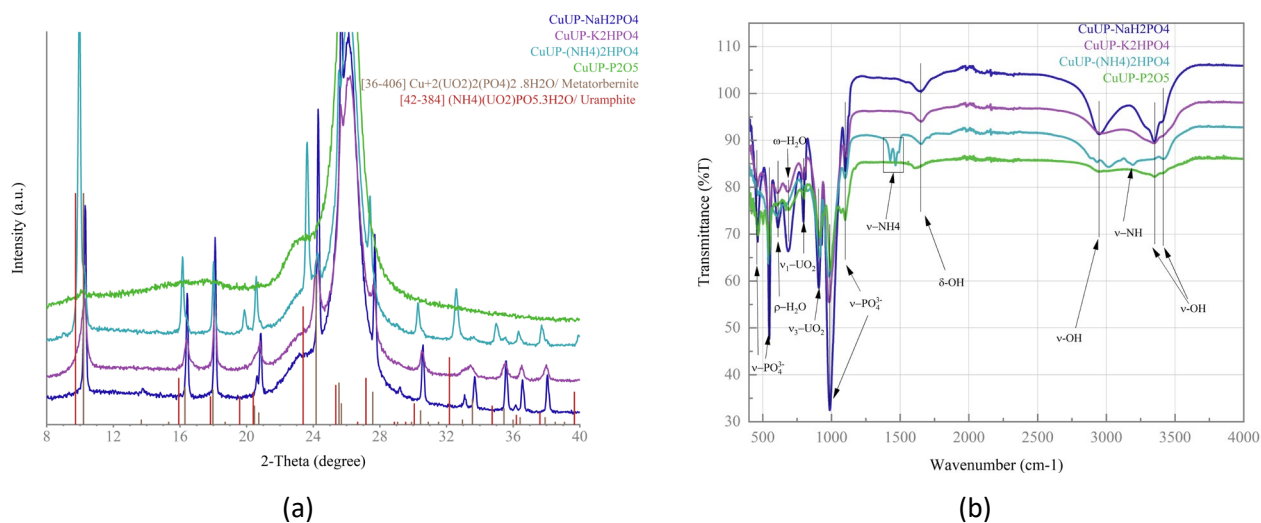 CuUP-NaH2PO4
CuUP-K2HPO4
CuUP-(NH4)2HPO4
CuUP-P2O5
[36-406] Cu+2(UO2)2(PO4)2 .8H2O/ Metatorbernite
[42-384] (NH4)(UO2)PO5.3H2O/ Uramphite
Intensity (a.u.)
8 12 16 20 24 28 32 36 40
2-Theta (degree)
(a)
CuUP-NaH2PO4
CuUP-K2HPO4
CuUP-(NH4)2HPO4
CuUP-P2O5
Transmittance (%T)
110
100
90
80
70
60
50
40
30
ω–H₂O
ν–NH4
ν–NH
ν₁–UO₂
δ-OH
ρ–H₂O
ν–PO₄³⁻
ν–OH
ν₃–UO₂
ν-OH
ν–PO₄³⁻
400 500 1000 1500 2000 2500 3000 3500 4000
Wavenumber (cm-1)
(b)